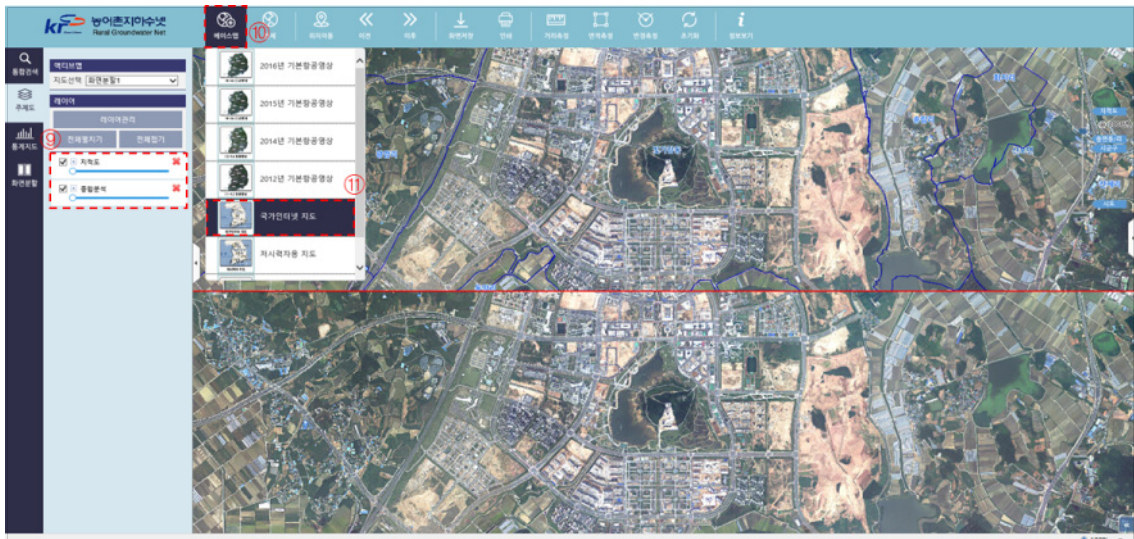 농어촌지하수넷
Rural Groundwater Net
베이스맵
⑩
위치이동
이전
이후
화면저장
인쇄
거리측정
면적측정
반경측정
초기화
정보보기
통합검색
주제도
통계지도
화면분할
액티브맵
지도선택 화면분할1
레이어
레이어관리
⑨
전체펼치기 전체접기
지적도
종합분석
2016년 기본항공영상
2015년 기본항공영상
2014년 기본항공영상
2012년 기본항공영상
⑪
국가인터넷 지도
저시력자용 지도
지적도
시도